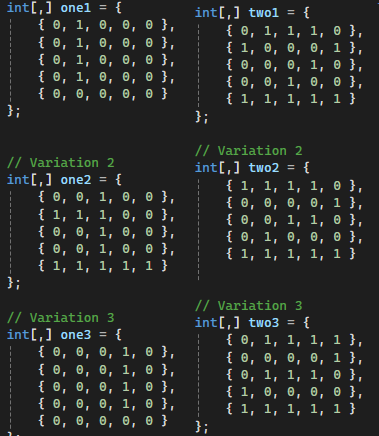 int[,] one1 = {
{ 0, 1, 0, 0, 0 },
{ 0, 1, 0, 0, 0 },
{ 0, 1, 0, 0, 0 },
{ 0, 1, 0, 0, 0 },
{ 0, 0, 0, 0, 0 }
};
// Variation 2
int[,] one2 = {
{ 0, 0, 1, 0, 0 },
{ 1, 1, 1, 0, 0 },
{ 0, 0, 1, 0, 0 },
{ 0, 0, 1, 0, 0 },
{ 1, 1, 1, 1, 1 }
};
// Variation 3
int[,] one3 = {
{ 0, 0, 0, 1, 0 },
{ 0, 0, 0, 1, 0 },
{ 0, 0, 0, 1, 0 },
{ 0, 0, 0, 1, 0 },
{ 0, 0, 0, 0, 0 }
int[,] two1 = {
{ 0, 1, 1, 1, 0 },
{ 1, 0, 0, 0, 1 },
{ 0, 0, 0, 1, 0 },
{ 0, 0, 1, 0, 0 },
{ 1, 1, 1, 1, 1 }
};
// Variation 2
int[,] two2 = {
{ 1, 1, 1, 1, 0 },
{ 0, 0, 0, 0, 1 },
{ 0, 0, 1, 1, 0 },
{ 0, 1, 0, 0, 0 },
{ 1, 1, 1, 1, 1 }
// Variation 3
int[,] two3 = {
{ 0, 1, 1, 1, 1 },
{ 0, 0, 0, 0, 1 },
{ 0, 1, 1, 1, 0 },
{ 1, 0, 0, 0, 0 },
{ 1, 1, 1, 1, 1 }
};